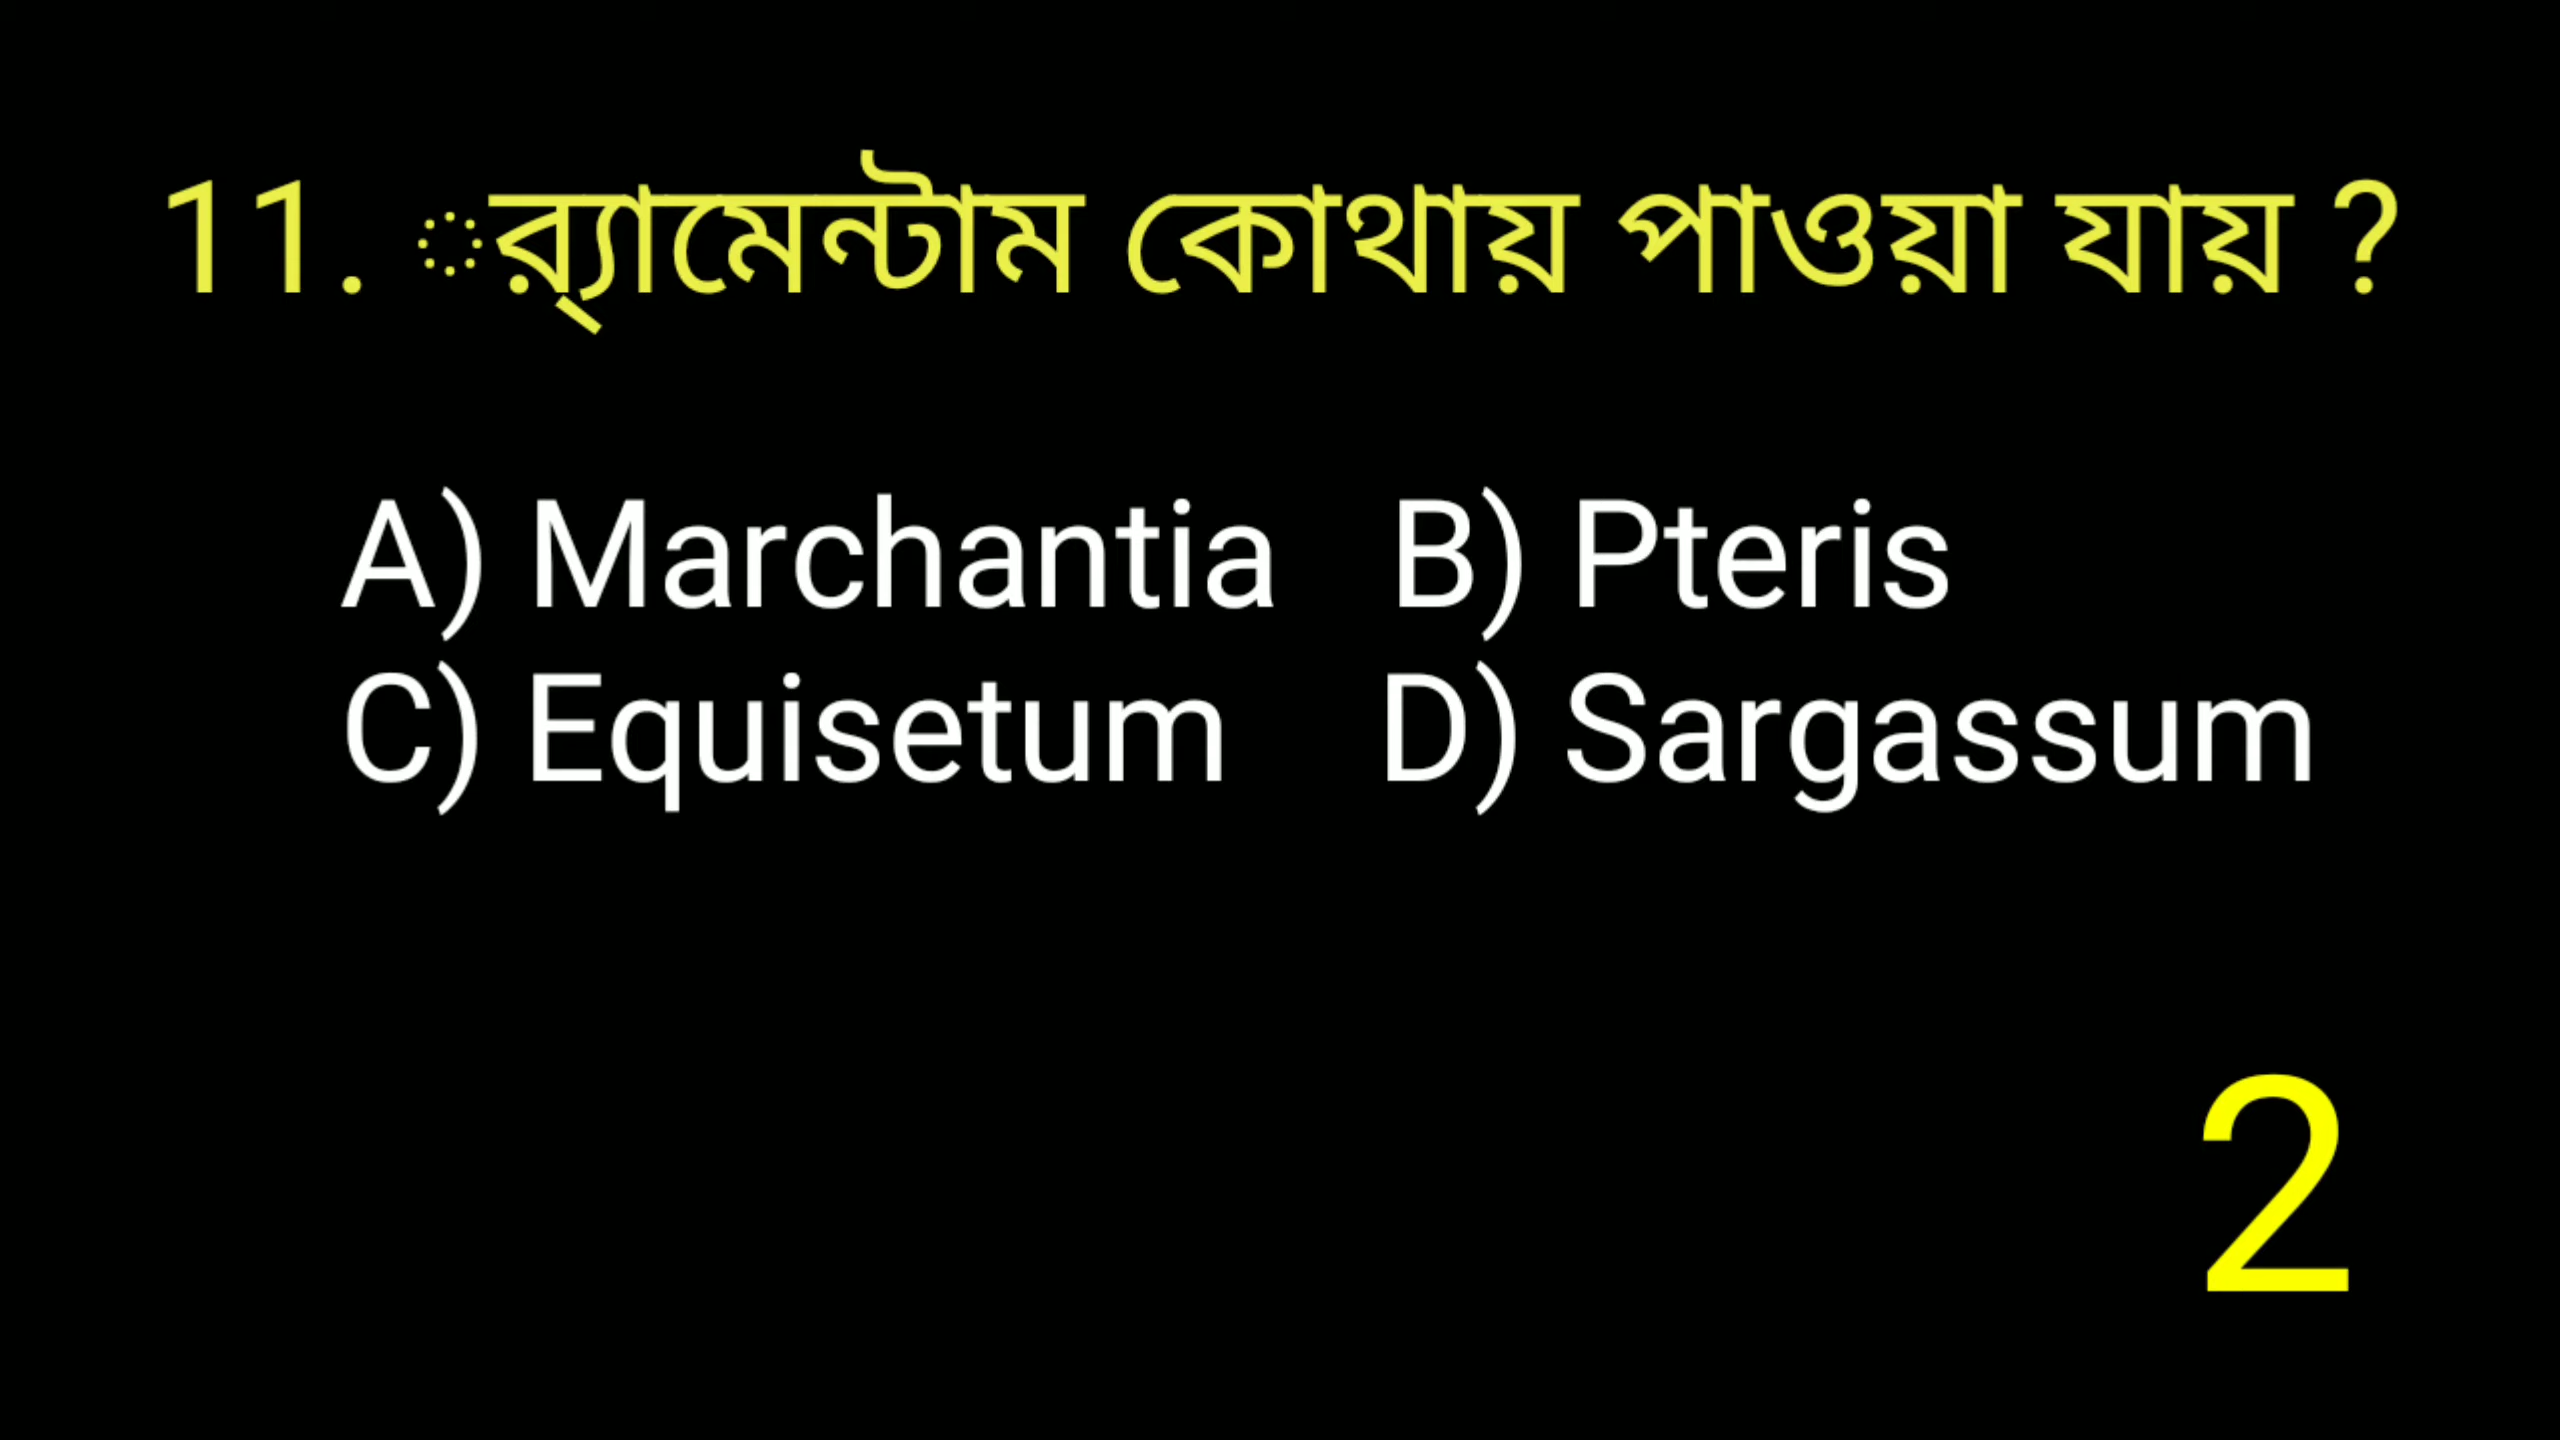 11. ্র‍্যামেন্টাম কোথায় পাওয়া যায় ?
A) Marchantia B) Pteris
C) Equisetum D) Sargassum
2